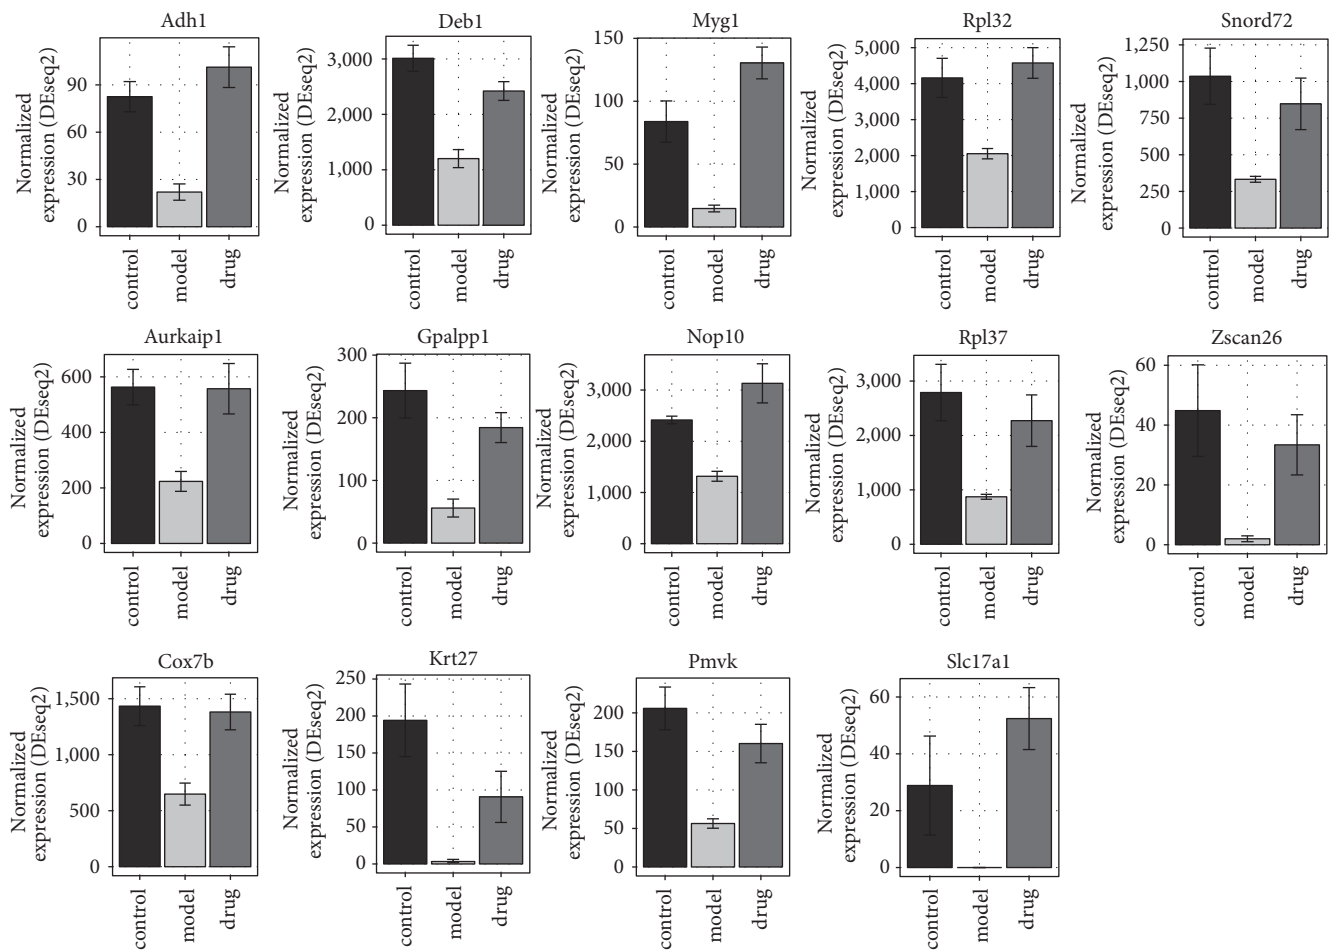 Adh1
Normalized
expression (DEseq2)
90
60
30
0
control
model
drug
Deb1
Normalized
expression (DEseq2)
3,000
2,000
1,000
0
control
model
drug
Myg1
Normalized
expression (DEseq2)
150
100
50
0
control
model
drug
Rpl32
Normalized
expression (DEseq2)
5,000
4,000
3,000
2,000
1,000
0
control
model
drug
Snord72
Normalized
expression (DEseq2)
1,250
1,000
750
500
250
0
control
model
drug
Aurkaip1
Normalized
expression (DEseq2)
600
400
200
0
control
model
drug
Gpalpp1
Normalized
expression (DEseq2)
300
200
100
0
control
model
drug
Nop10
Normalized
expression (DEseq2)
3,000
2,000
1,000
0
control
model
drug
Rpl37
Normalized
expression (DEseq2)
3,000
2,000
1,000
0
control
model
drug
Zscan26
Normalized
expression (DEseq2)
60
40
20
0
control
model
drug
Cox7b
Normalized
expression (DEseq2)
1,500
1,000
500
0
control
model
drug
Krt27
Normalized
expression (DEseq2)
250
200
150
100
50
0
control
model
drug
Pmvk
Normalized
expression (DEseq2)
200
150
100
50
0
control
model
drug
Slc17a1
Normalized
expression (DEseq2)
60
40
20
0
control
model
drug